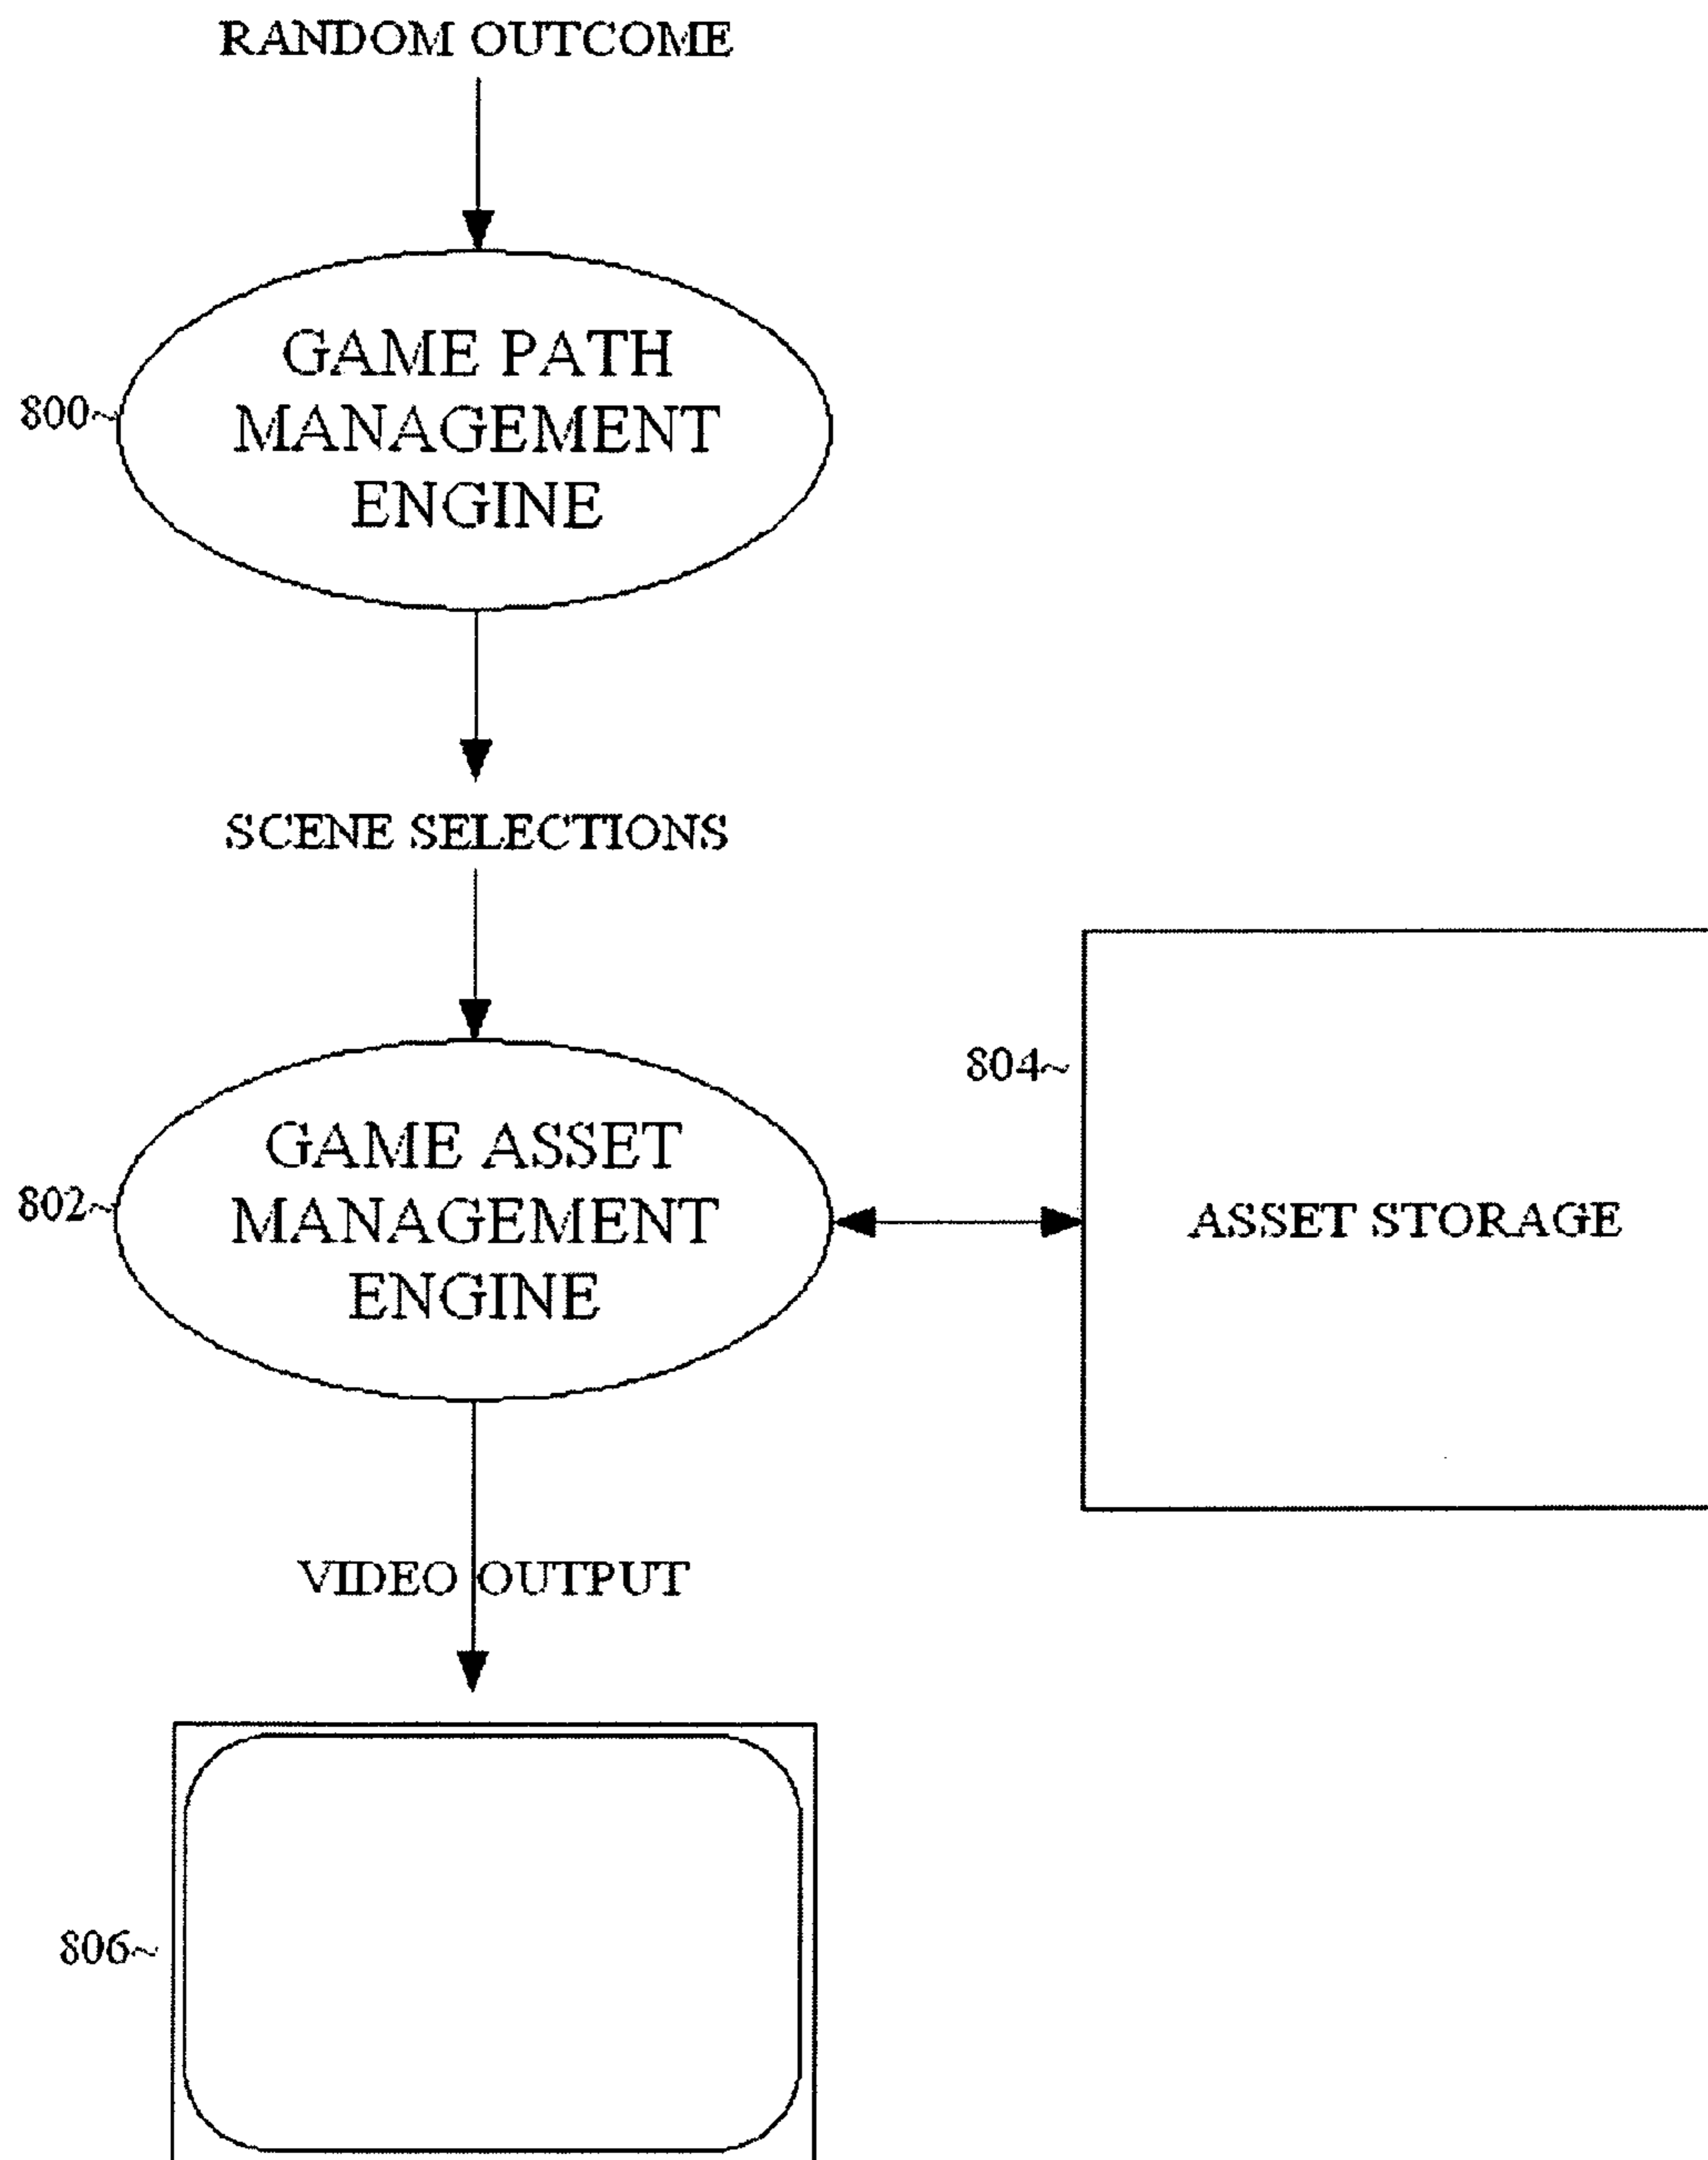 RANDOM OUTCOME
GAME PATH
800~
MANAGEMENT
ENGINE
SCENE SELECTIONS
804~
GAME ASSET
802~
MANAGEMENT
ENGINE
ASSET STORAGE
VIDEO OUTPUT
806~